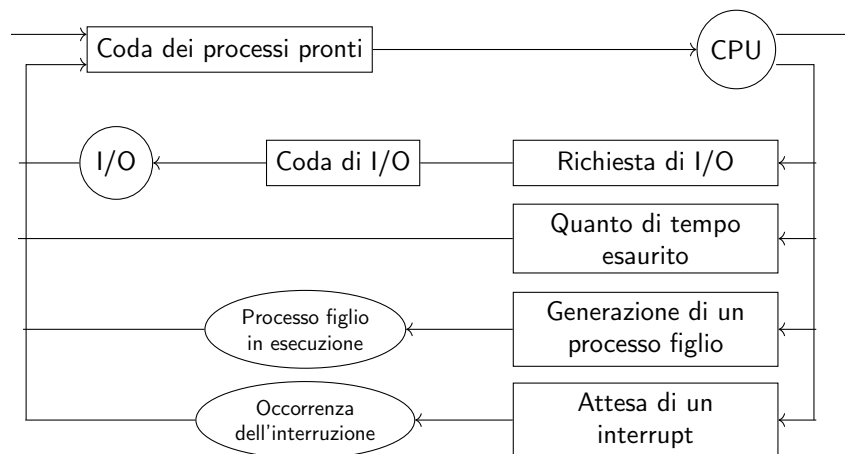 Coda dei processi pronti
CPU
I/O
Coda di I/O
Richiesta di I/O
Quanto di tempo
esaurito
Processo figlio
in esecuzione
Generazione di un
processo figlio
Occorrenza
dell'interruzione
Attesa di un
interrupt